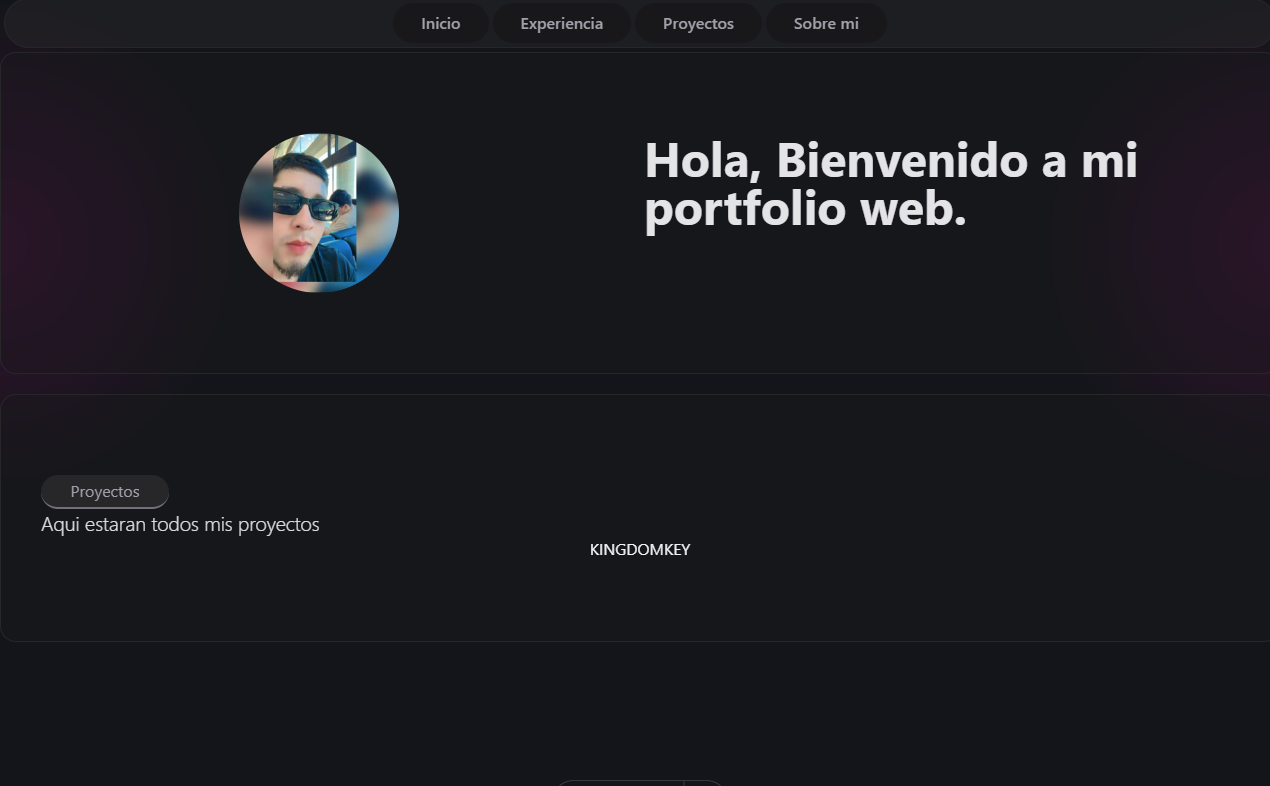 Inicio Experiencia Proyectos Sobre mi
Hola, Bienvenido a mi
portfolio web.
Proyectos
Aqui estaran todos mis proyectos
KINGDOMKEY